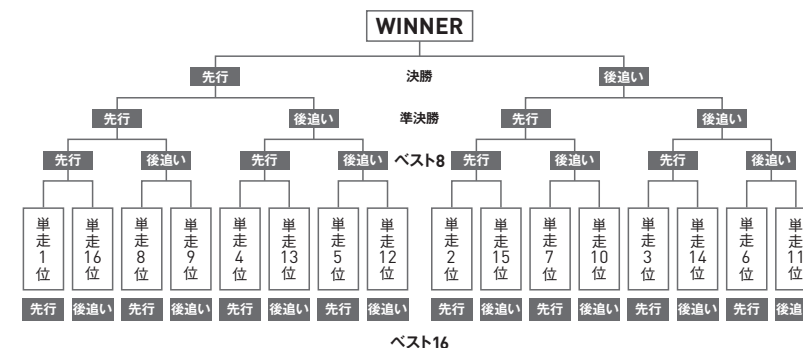 WINNER
先行 決勝 後追い
先行 後追い 準決勝 先行 後追い
先行 後追い 先行 後追い ベスト8 先行 後追い 先行 後追い
単走1位 単走16位 単走8位 単走9位 単走4位 単走13位 単走5位 単走12位 単走2位 単走15位 単走7位 単走10位 単走3位 単走14位 単走6位 単走11位
先行 後追い 先行 後追い 先行 後追い 先行 後追い 先行 後追い 先行 後追い 先行 後追い 先行 後追
ベスト16